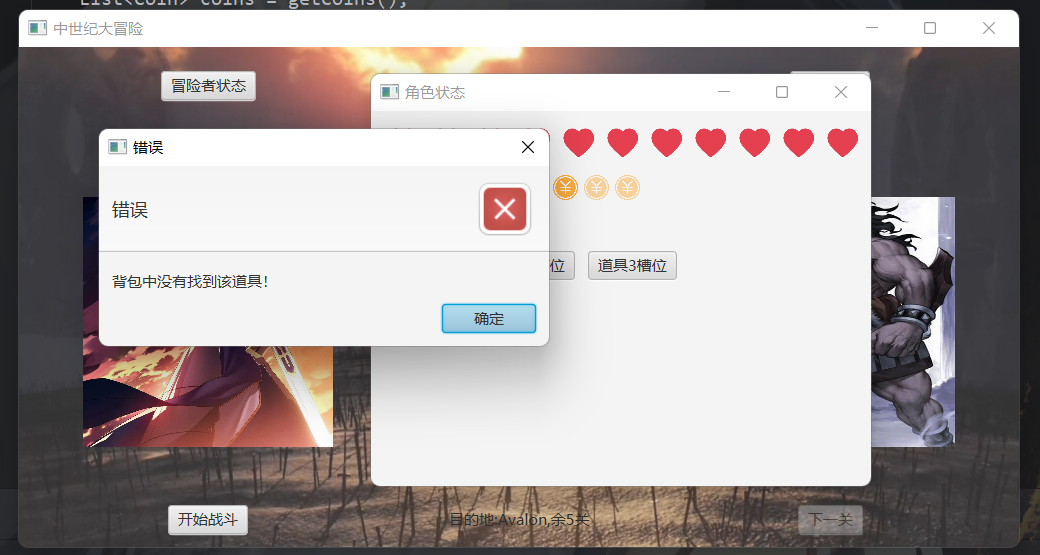 List<Coin> coins = getCoins();
中世纪大冒险
冒险者状态
角色状态
错误
错误
背包中没有找到该道具!
确定
位
道具3槽位
开始战斗
目的地:Avalon,余5关
下一关